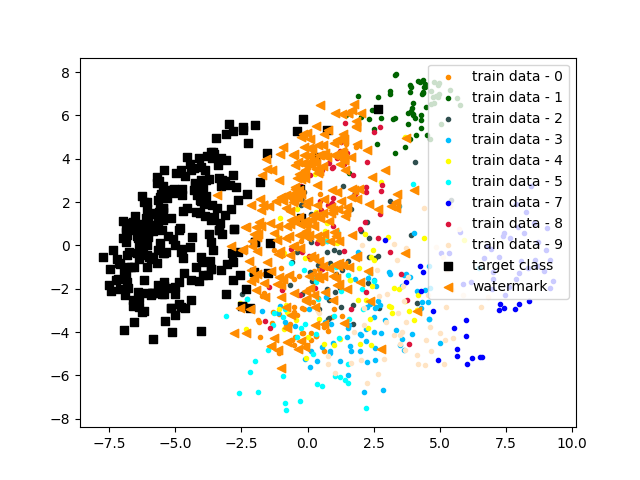 8
6
4
2
0
−2
−4
−6
−8
−7.5 −5.0 −2.5 0.0 2.5 5.0 7.5 10.0
train data - 0
train data - 1
train data - 2
train data - 3
train data - 4
train data - 5
train data - 7
train data - 8
train data - 9
target class
watermark